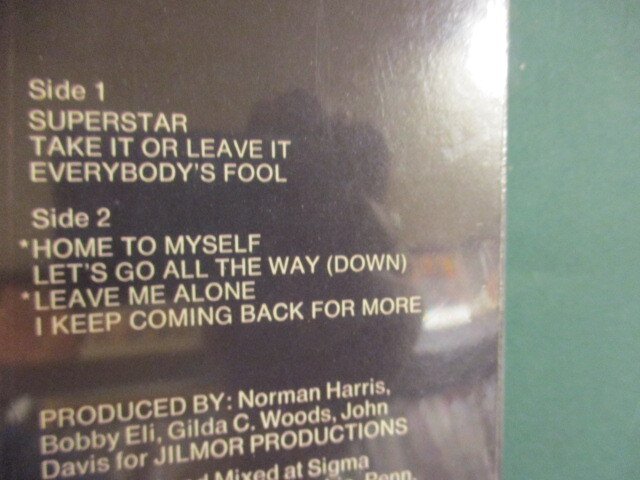 Side 1
SUPERSTAR
TAKE IT OR LEAVE IT
EVERYBODY'S FOOL
Side 2
*HOME TO MYSELF
LET'S GO ALL THE WAY (DOWN)
*LEAVE ME ALONE
I KEEP COMING BACK FOR MORE
PRODUCED BY: Norman Harris,
Bobby Eli, Gilda C. Woods, John
Davis for JILMOR PRODUCTIONS
Mixed at Sigma
Penn.